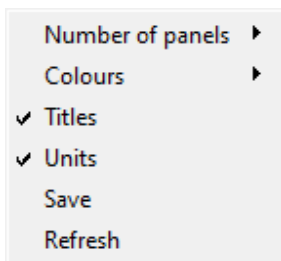 Number of panels
Colours
Titles
Units
Save
Refresh